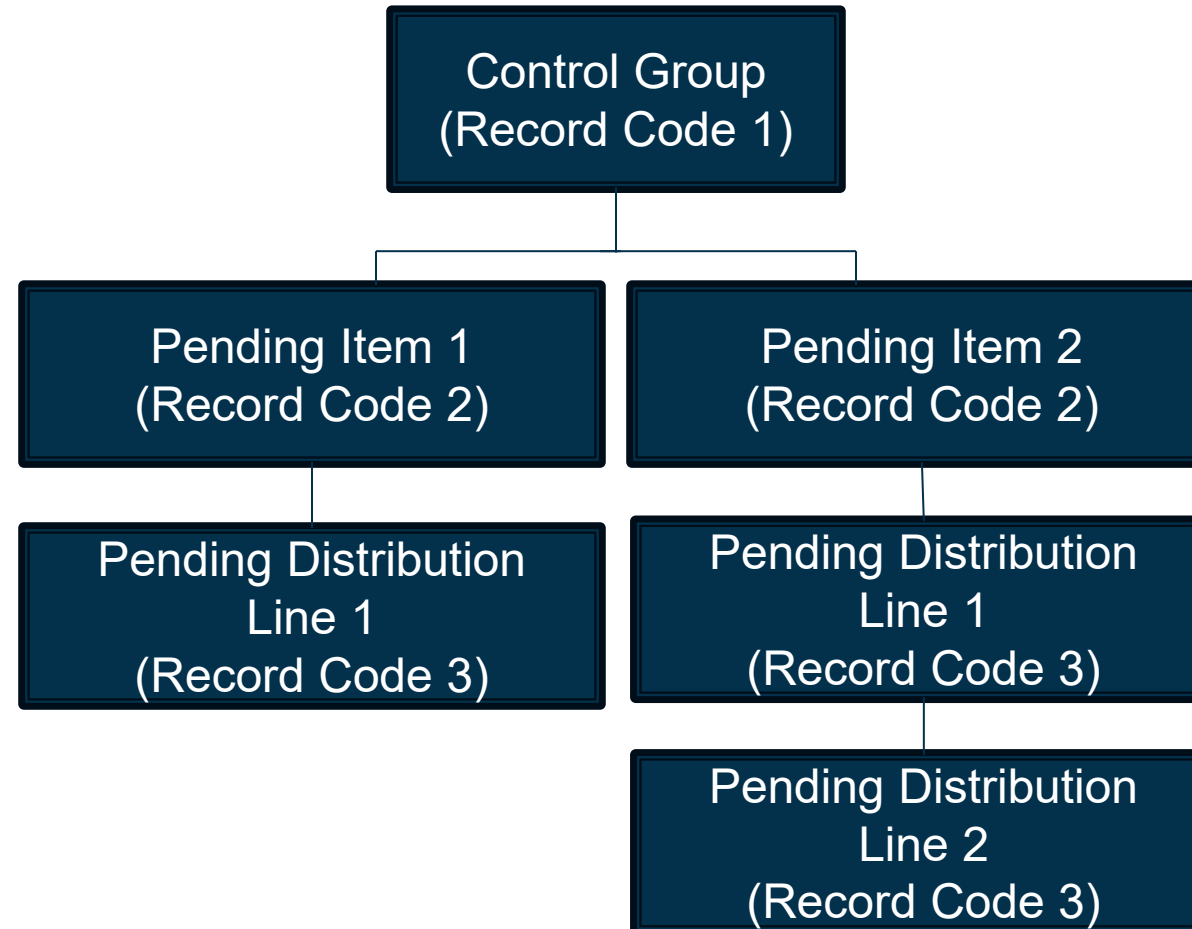 Control Group
(Record Code 1)
Pending Item 1
(Record Code 2)
Pending Item 2
(Record Code 2)
Pending Distribution
Line 1
(Record Code 3)
Pending Distribution
Line 1
(Record Code 3)
Pending Distribution
Line 2
(Record Code 3)